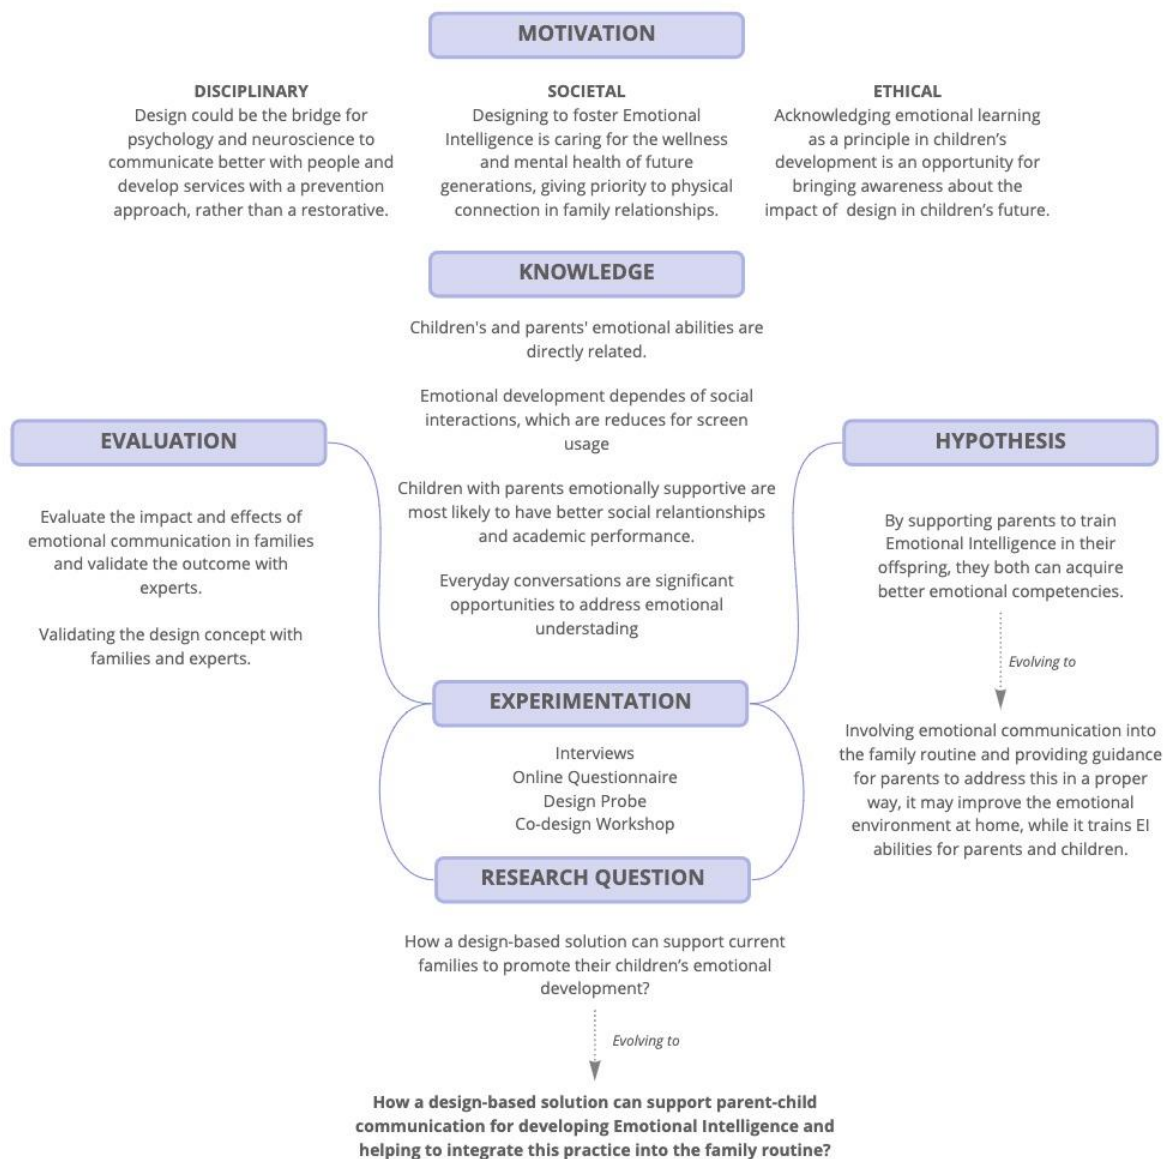 MOTIVATION
DISCIPLINARY
Design could be the bridge for
psychology and neuroscience to
communicate better with people and
develop services with a prevention
approach, rather than a restorative.
SOCIETAL
Designing to foster Emotional
Intelligence is caring for the wellness
and mental health of future
generations, giving priority to physical
connection in family relationships.
ETHICAL
Acknowledging emotional learning
as a principle in children’s
development is an opportunity for
bringing awareness about the
impact of design in children’s future.
KNOWLEDGE
Children's and parents' emotional abilities are
directly related.
Emotional development dependes of social
interactions, which are reduces for screen
usage
Children with parents emotionally supportive are
most likely to have better social relantionships
and academic performance.
Everyday conversations are significant
opportunities to address emotional
understading
EVALUATION
Evaluate the impact and effects of
emotional communication in families
and validate the outcome with
experts.
Validating the design concept with
families and experts.
HYPOTHESIS
By supporting parents to train
Emotional Intelligence in their
offspring, they both can acquire
better emotional competencies.
Evolving to
Involving emotional communication into
the family routine and providing guidance
for parents to address this in a proper
way, it may improve the emotional
environment at home, while it trains EI
abilities for parents and children.
EXPERIMENTATION
Interviews
Online Questionnaire
Design Probe
Co-design Workshop
RESEARCH QUESTION
How a design-based solution can support current
families to promote their children’s emotional
development?
Evolving to
How a design-based solution can support parent-child
communication for developing Emotional Intelligence and
helping to integrate this practice into the family routine?